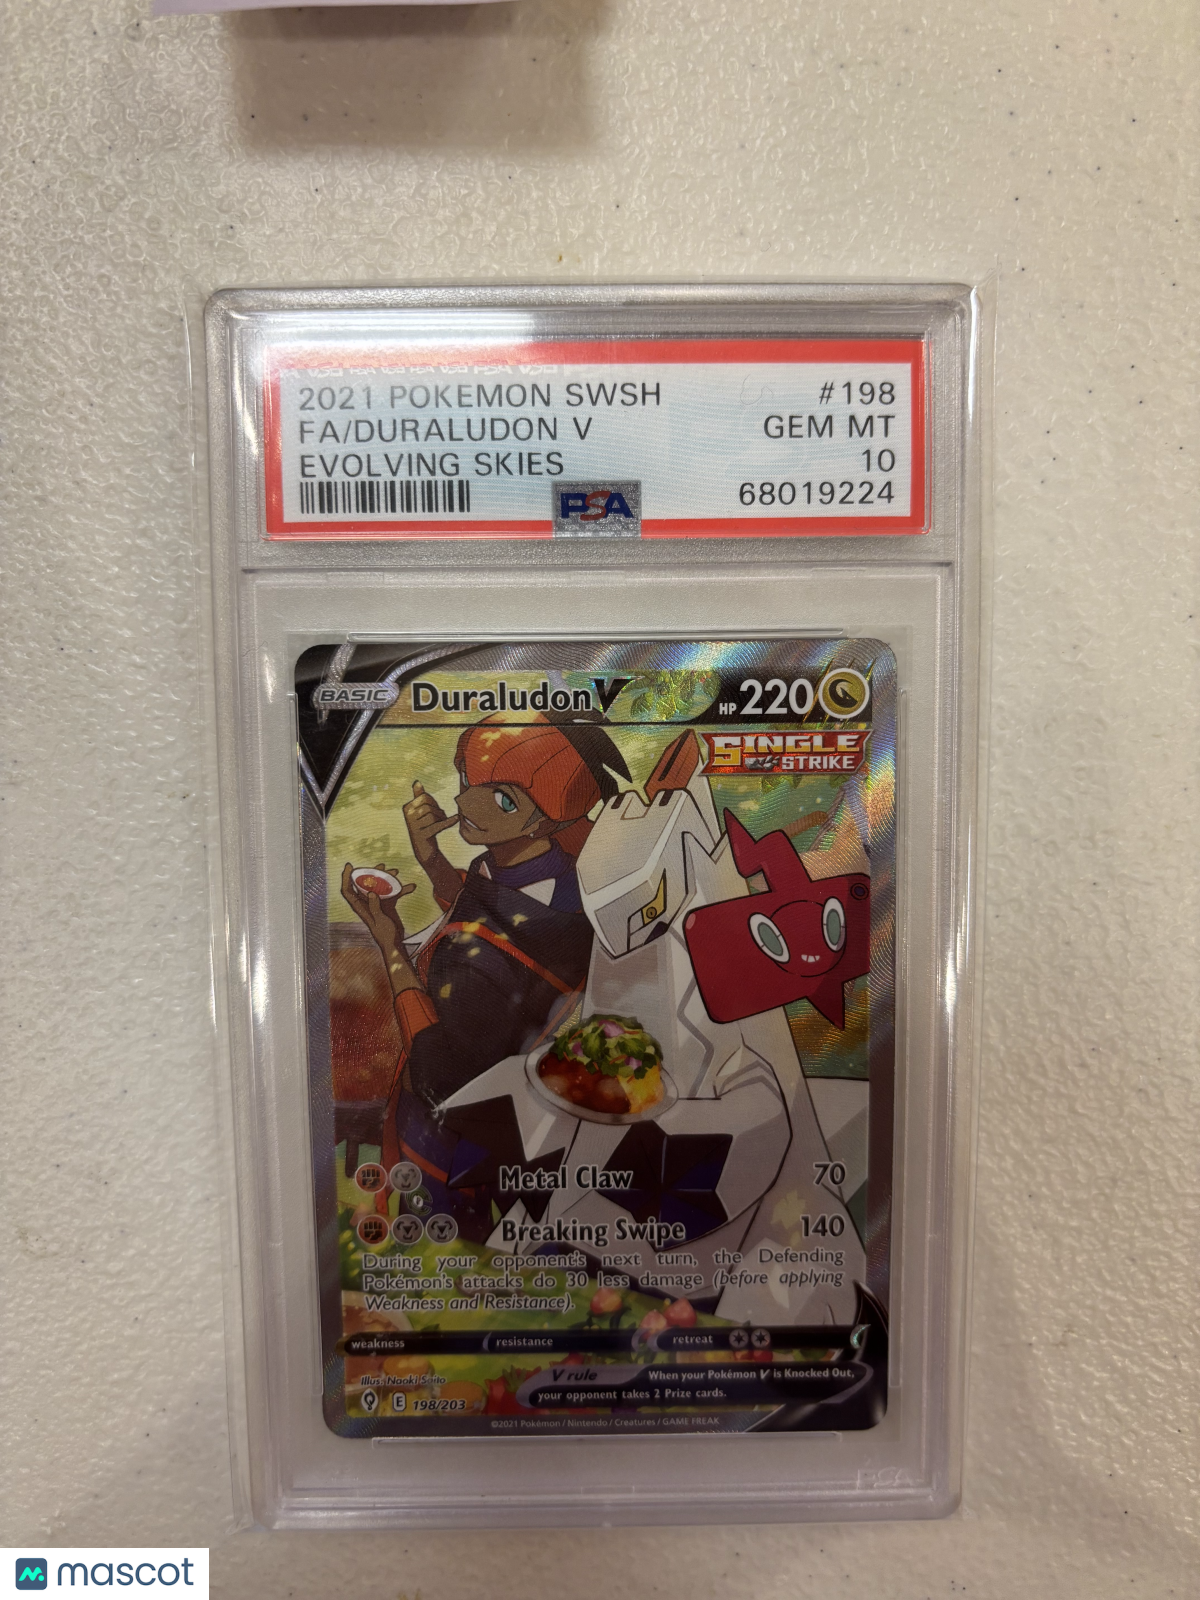 2021 POKEMON SWSH #198
FA/DURALUDON V GEM MT
EVOLVING SKIES 10
68019224
PSA
BASIC Duraludon V HP 220
SINGLE
STRIKE
Metal Claw 70
Breaking Swipe 140
During your opponent's next turn, the Defending
Pokémon's attacks do 30 less damage (before applying
Weakness and Resistance).
weakness resistance retreat
V rule When your Pokémon V is Knocked Out,
your opponent takes 2 Prize cards.
Illus. Naoki Saito
E 198/203
©2021 Pokémon / Nintendo / Creatures / GAME FREAK
mascot